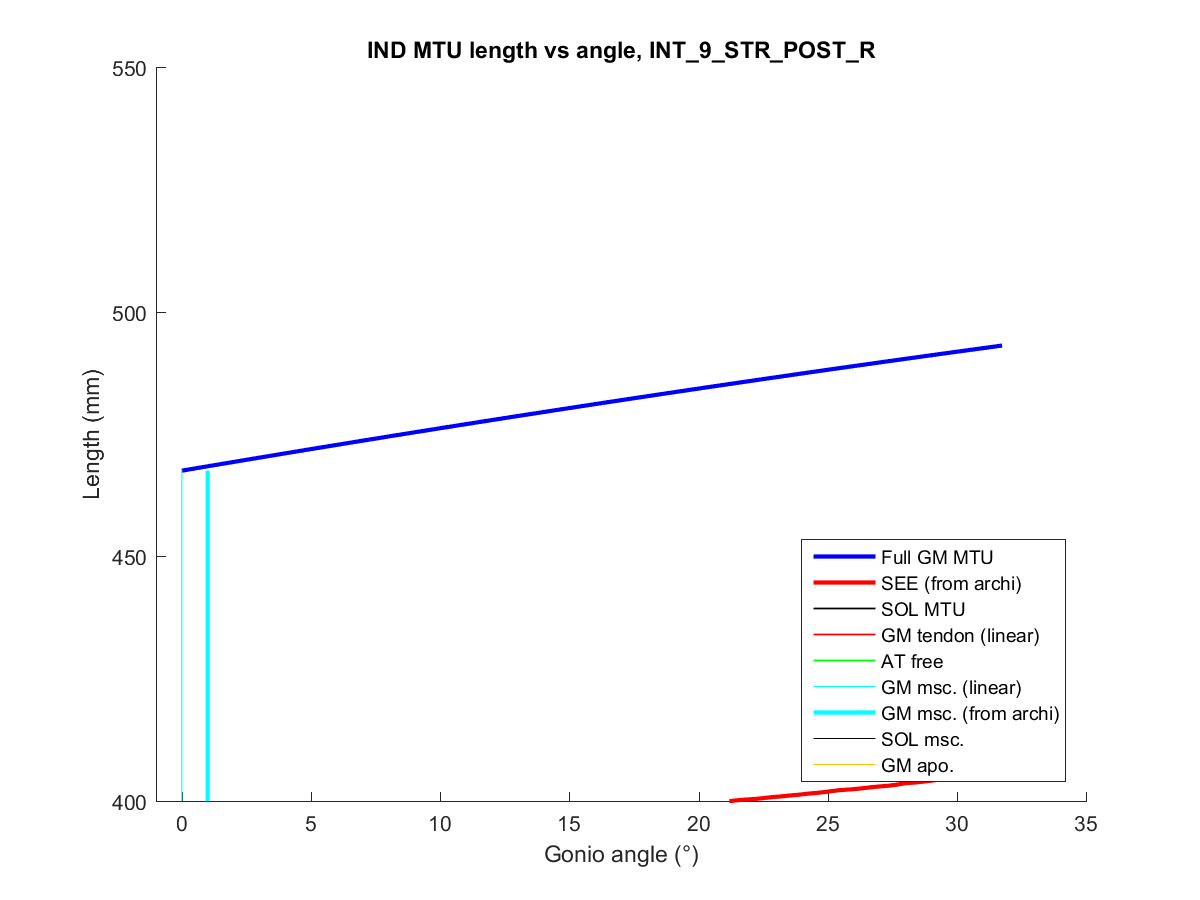 IND MTU length vs angle, INT_9_STR_POST_R
550
500
450
400
Length (mm)
Full GM MTU
SEE (from archi)
SOL MTU
GM tendon (linear)
AT free
GM msc. (linear)
GM msc. (from archi)
SOL msc.
GM apo.
0 5 10 15 20 25 30 35
Gonio angle (°)